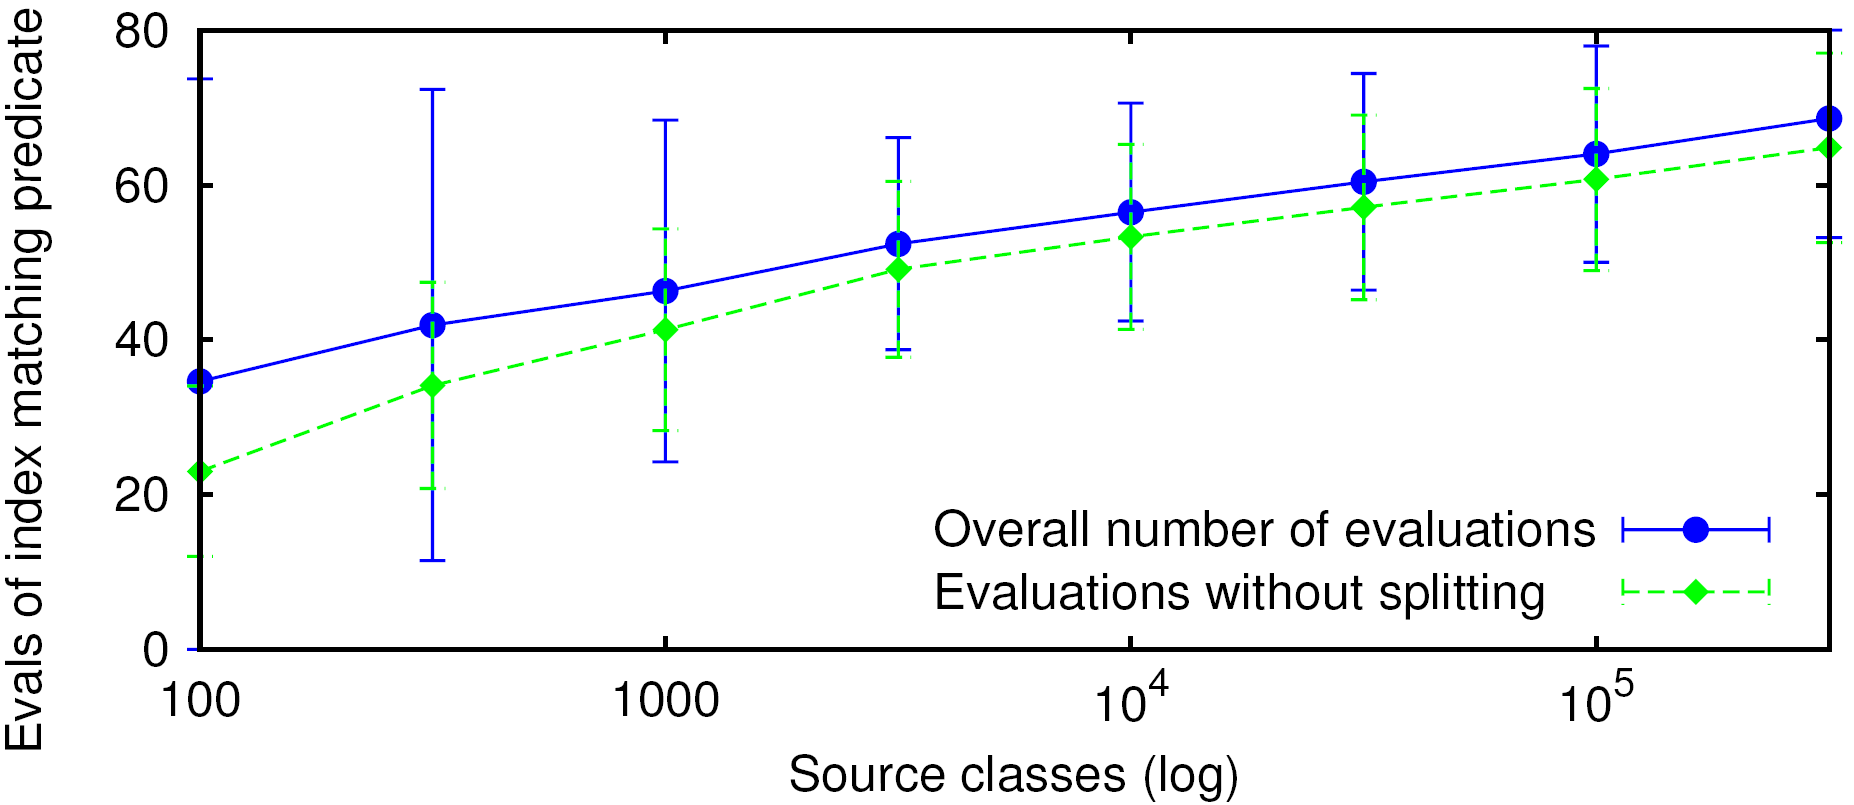 Evals of index matching predicate
80
60
40
20
0
Overall number of evaluations
Evaluations without splitting
100 1000 10^4 10^5
Source classes (log)